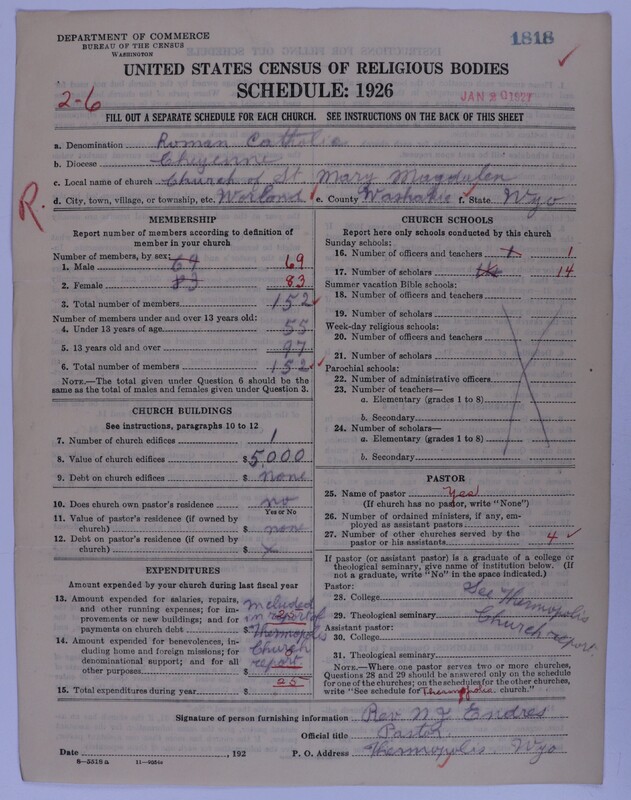 DEPARTMENT OF COMMERCE
BUREAU OF THE CENSUS
WASHINGTON
1818
UNITED STATES CENSUS OF RELIGIOUS BODIES
SCHEDULE: 1926
2-6
JAN 20 1927
FILL OUT A SEPARATE SCHEDULE FOR EACH CHURCH. SEE INSTRUCTIONS ON THE BACK OF THIS SHEET
a. Denomination Roman Catholic
b. Diocese Cheyenne
c. Local name of church Church of St Mary Magdalen
d. City, town, village, or township, etc. Worland e. County Washakie f. State Wyo
R.
MEMBERSHIP
Report number of members according to definition of
member in your church
Number of members, by sex:
1. Male 69
2. Female 83
3. Total number of members 152
Number of members under and over 13 years old:
4. Under 13 years of age 55
5. 13 years old and over 97
6. Total number of members 152
NOTE.—The total given under Question 6 should be the
same as the total of males and females given under Question 3.
CHURCH BUILDINGS
See instructions, paragraphs 10 to 12
7. Number of church edifices 1
8. Value of church edifices $5,000
9. Debt on church edifices $ none
10. Does church own pastor's residence no
Yes or No
11. Value of pastor's residence (if owned by
church) $ none
12. Debt on pastor's residence (if owned by
church) $ x
EXPENDITURES
Amount expended by your church during last fiscal year
13. Amount expended for salaries, repairs,
and other running expenses; for im-
provements or new buildings; and for
payments on church debt $
14. Amount expended for benevolences, in-
cluding home and foreign missions; for
denominational support; and for all
other purposes $
Included
in report of
Thermopolis
Church
report.
15. Total expenditures during year $
CHURCH SCHOOLS
Report here only schools conducted by this church
Sunday schools:
16. Number of officers and teachers 1 1
17. Number of scholars 14
Summer vacation Bible schools:
18. Number of officers and teachers
19. Number of scholars
Week-day religious schools:
20. Number of officers and teachers
21. Number of scholars
Parochial schools:
22. Number of administrative officers
23. Number of teachers—
a. Elementary (grades 1 to 8)
b. Secondary
24. Number of scholars—
a. Elementary (grades 1 to 8)
b. Secondary
PASTOR
25. Name of pastor Yes
(If church has no pastor, write "None")
26. Number of ordained ministers, if any, em-
ployed as assistant pastors
27. Number of other churches served by the
pastor or his assistants 4
If pastor (or assistant pastor) is a graduate of a college or
theological seminary, give name of institution below. (If
not a graduate, write "No" in the space indicated.)
Pastor:
28. College
29. Theological seminary
See Thermopolis
Church report.
Assistant pastor:
30. College
31. Theological seminary
NOTE.—Where one pastor serves two or more churches,
Questions 28 and 29 should be answered only on the schedule
for one of the churches; on the schedules for the other churches,
write "See schedule for Thermopolis church."
Signature of person furnishing information Rev. N. F. Endres
Official title Pastor
Date , 192 P. O. Address Thermopolis Wyo
8—5518 a